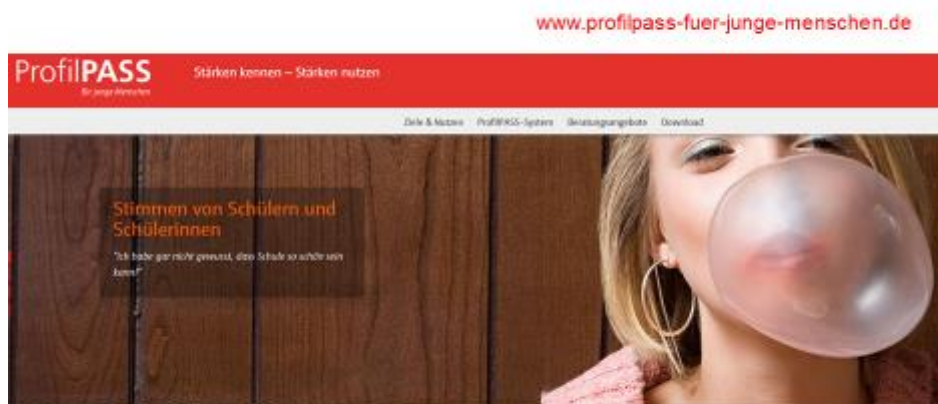 www.profilpass-fuer-junge-menschen.de
ProfilPASS
für junge Menschen
Stärken kennen – Stärken nutzen
Ziele & Nutzen ProfilPASS-System Beratungsangebote Download
Stimmen von Schülern und
Schülerinnen
"Ich habe gar nicht gewusst, dass Schule so schön sein
kann!"